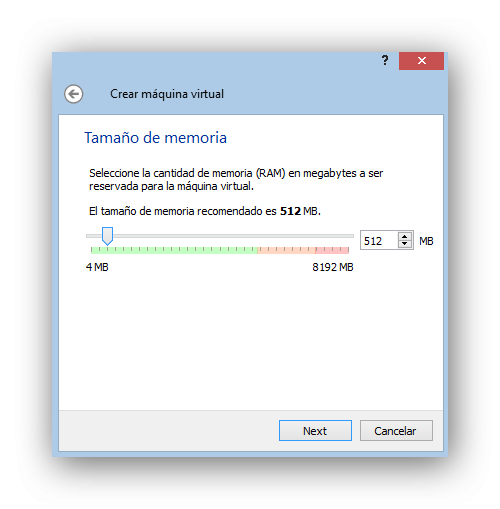 ?
Crear máquina virtual
Tamaño de memoria
Seleccione la cantidad de memoria (RAM) en megabytes a ser
reservada para la máquina virtual.
El tamaño de memoria recomendado es 512 MB.
512 MB
4 MB 8192 MB
Next Cancelar